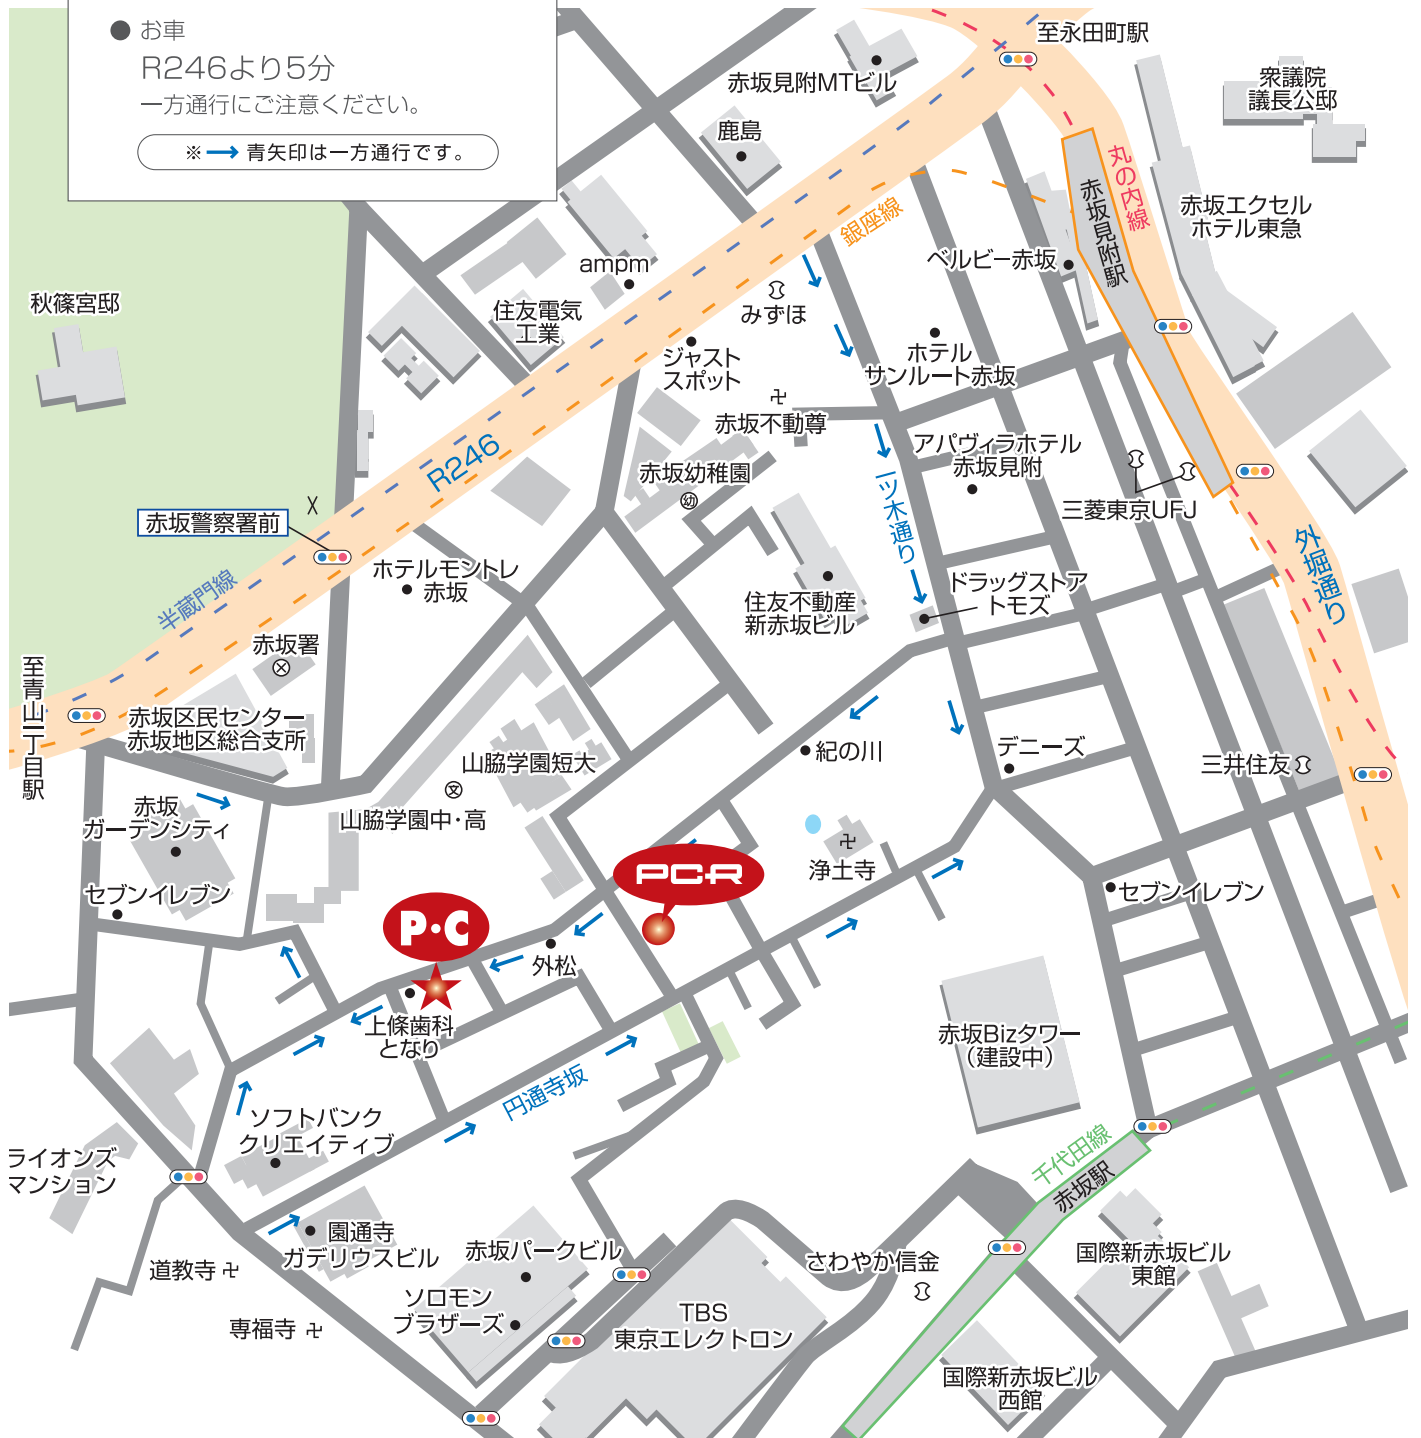 ● お車
R246より5分
一方通行にご注意ください。
※→ 青矢印は一方通行です。
至永田町駅
赤坂見附MTビル
衆議院
議長公邸
鹿島
丸の内線
赤坂見附駅
赤坂エクセル
ホテル東急
銀座線
ベルビー赤坂
ampm
秋篠宮邸
住友電気
工業
みずほ
ジャスト
スポット
ホテル
サンルート赤坂
赤坂不動尊
R246
アパヴィラホテル
赤坂見附
赤坂幼稚園
幼
一ツ木通り
三菱東京UFJ
赤坂警察署前
外堀通り
ホテルモントレ
赤坂
半蔵門線
住友不動産
新赤坂ビル
ドラッグストア
トモズ
赤坂署
至青山一丁目駅
赤坂区民センター
赤坂地区総合支所
山脇学園短大
文
山脇学園中・高
紀の川
デニーズ
三井住友
赤坂
ガーデンシティ
浄土寺
PCR
セブンイレブン
セブンイレブン
P・C
外松
上條歯科
となり
赤坂Bizタワー
（建設中）
円通寺坂
ソフトバンク
クリエイティブ
ライオンズ
マンション
千代田線
赤坂駅
園通寺
ガデリウスビル
赤坂パークビル
道教寺
さわやか信金
国際新赤坂ビル
東館
ソロモン
ブラザーズ
専福寺
TBS
東京エレクトロン
国際新赤坂ビル
西館